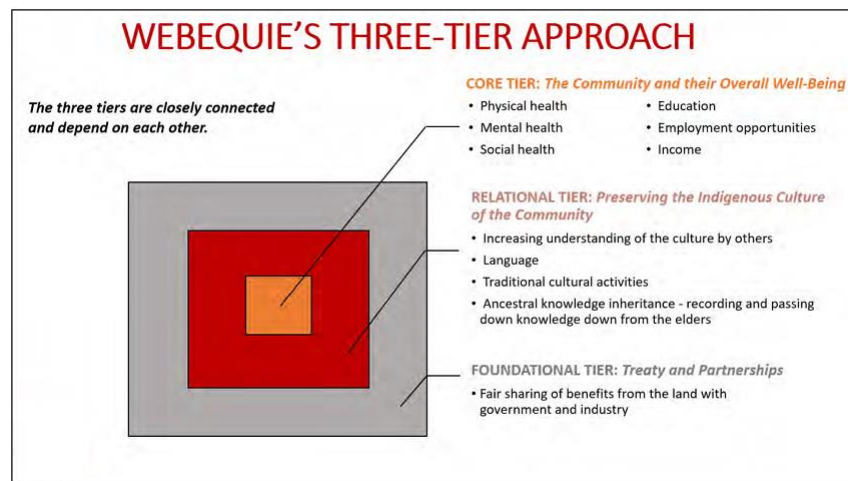 WEBEQUIE'S THREE-TIER APPROACH
The three tiers are closely connected
and depend on each other.
CORE TIER: The Community and their Overall Well-Being
• Physical health
• Mental health
• Social health
• Education
• Employment opportunities
• Income
RELATIONAL TIER: Preserving the Indigenous Culture
of the Community
• Increasing understanding of the culture by others
• Language
• Traditional cultural activities
• Ancestral knowledge inheritance - recording and passing
down knowledge down from the elders
FOUNDATIONAL TIER: Treaty and Partnerships
• Fair sharing of benefits from the land with
government and industry